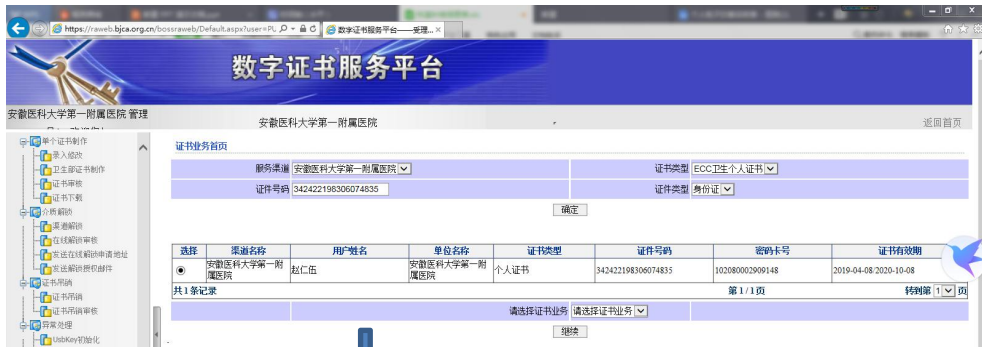 https://raweb.bjca.org.cn/bossraweb/Default.aspx?user=PL
数字证书服务平台——受理...
数字证书服务平台
安徽医科大学第一附属医院 管理
安徽医科大学第一附属医院
返回首页
单个证书制作
录入修改
卫生部证书制作
证书审核
证书下载
介质解锁
渠道解锁
在线解锁审核
发送在线解锁申请地址
发送解锁授权邮件
证书吊销
证书吊销
证书吊销审核
异常处理
UsbKey初始化
证书业务首页
服务渠道 安徽医科大学第一附属医院 证书类型 ECC卫生个人证书
证件号码 342422198306074835 证件类型 身份证
确定
选择 渠道名称 用户姓名 单位名称 证书类型 证件号码 密码卡号 证书有效期
安徽医科大学第一附属医院 赵仁伍 安徽医科大学第一附属医院 个人证书 342422198306074835 102080002909148 2019-04-08/2020-10-08
共1条记录 第1/1页 转到第 1 页
请选择证书业务 请选择证书业务
继续